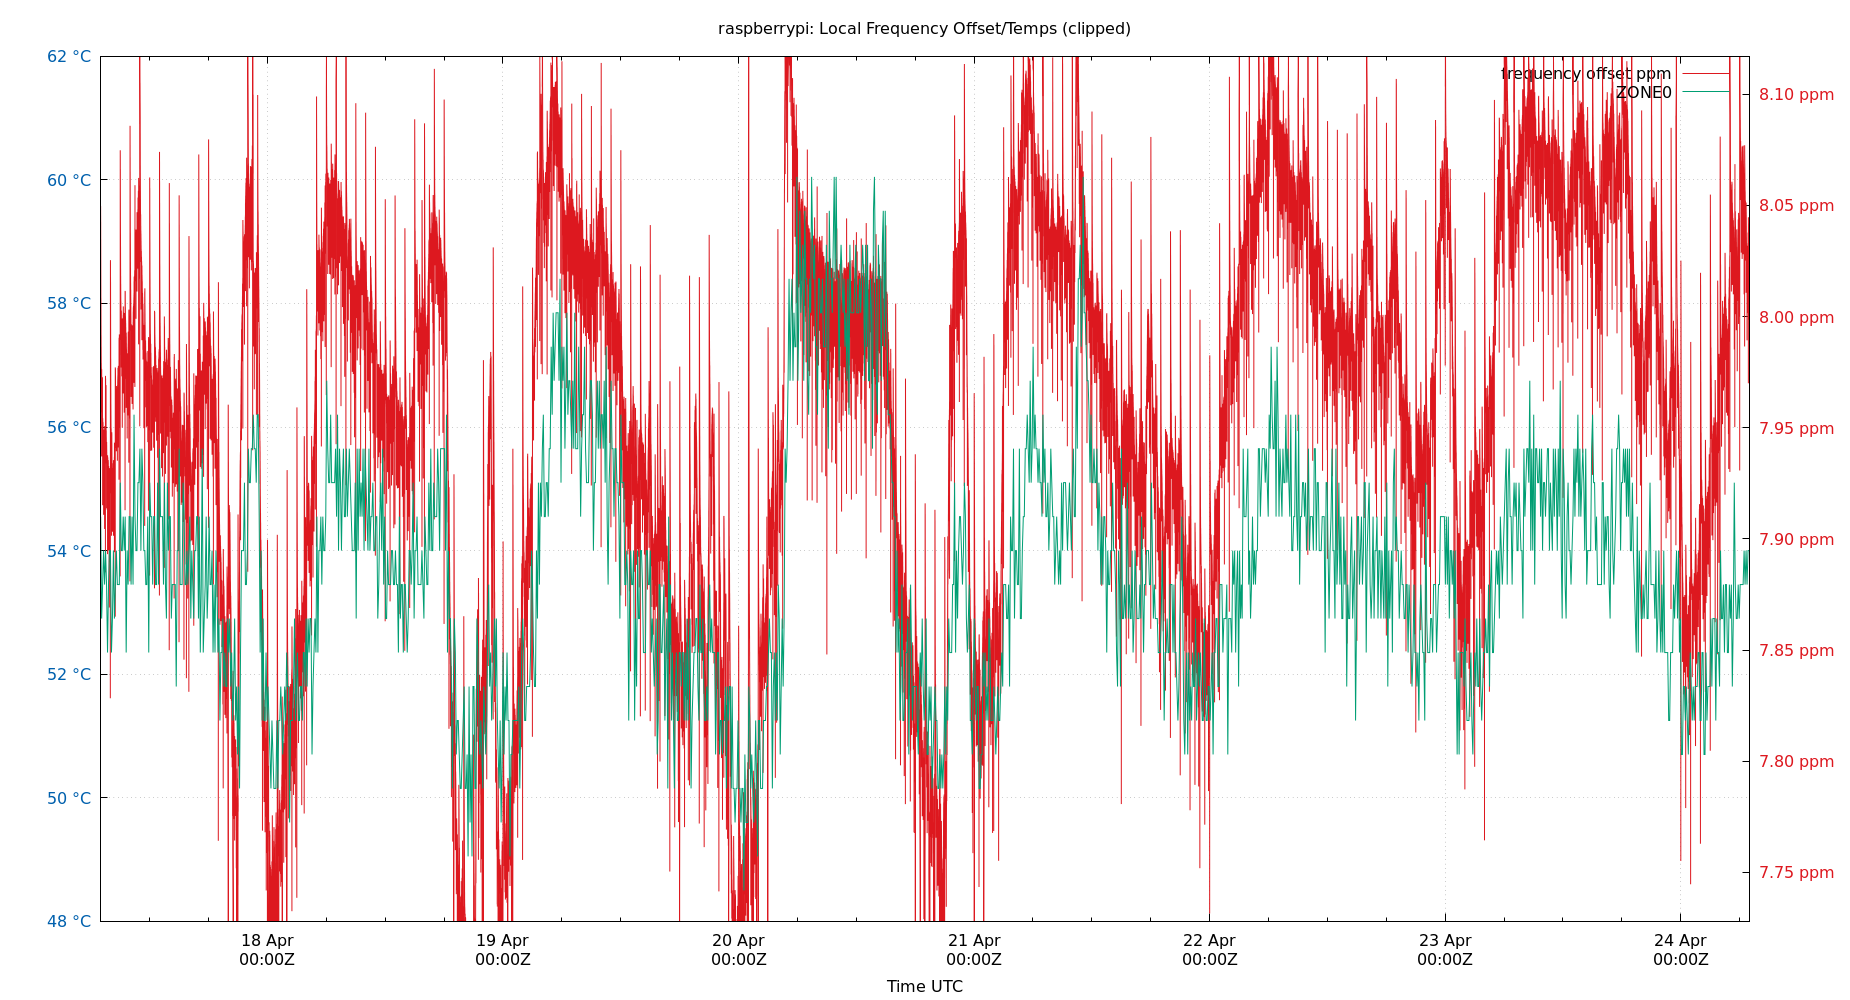 raspberrypi: Local Frequency Offset/Temps (clipped)
62 °C
60 °C
58 °C
56 °C
54 °C
52 °C
50 °C
48 °C
frequency offset ppm
ZONE0
8.10 ppm
8.05 ppm
8.00 ppm
7.95 ppm
7.90 ppm
7.85 ppm
7.80 ppm
7.75 ppm
18 Apr
00:00Z
19 Apr
00:00Z
20 Apr
00:00Z
21 Apr
00:00Z
22 Apr
00:00Z
23 Apr
00:00Z
24 Apr
00:00Z
Time UTC